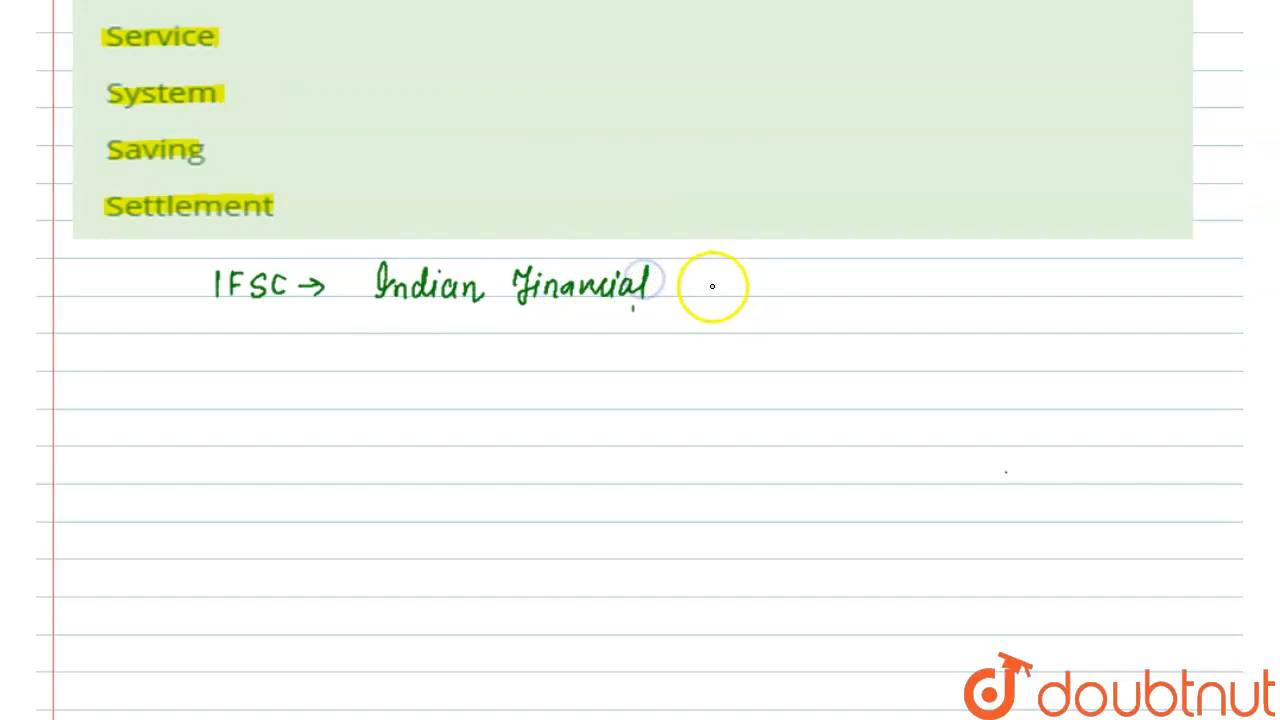 Service
System
Saving
Settlement
IFSC → Indian Financial
doubtnut